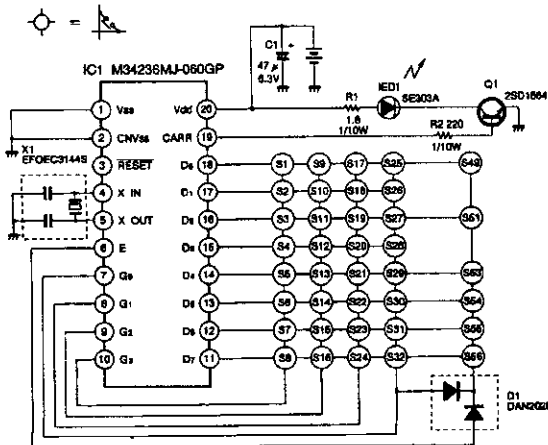 =
IC1 M34236MJ-060GP
C1
+
47µ
6.3V
R1
1.8
1/10W
IED1
SE303A
Q1
2SD1664
R2 220
1/10W
1 Vss Vdd 20
2 CNVss CARR 19
X1
EFOEC3144S
3 RESET D0 18 S1 S9 S17 S25 S49
4 X IN D1 17 S2 S10 S18 S26
5 X OUT D2 16 S3 S11 S19 S27 S51
6 E D3 15 S4 S12 S20 S28
7 G0 D4 14 S5 S13 S21 S29 S53
8 G1 D5 13 S6 S14 S22 S30 S54
9 G2 D6 12 S7 S15 S23 S31 S55
10 G3 D7 11 S8 S16 S24 S32 S56
D1